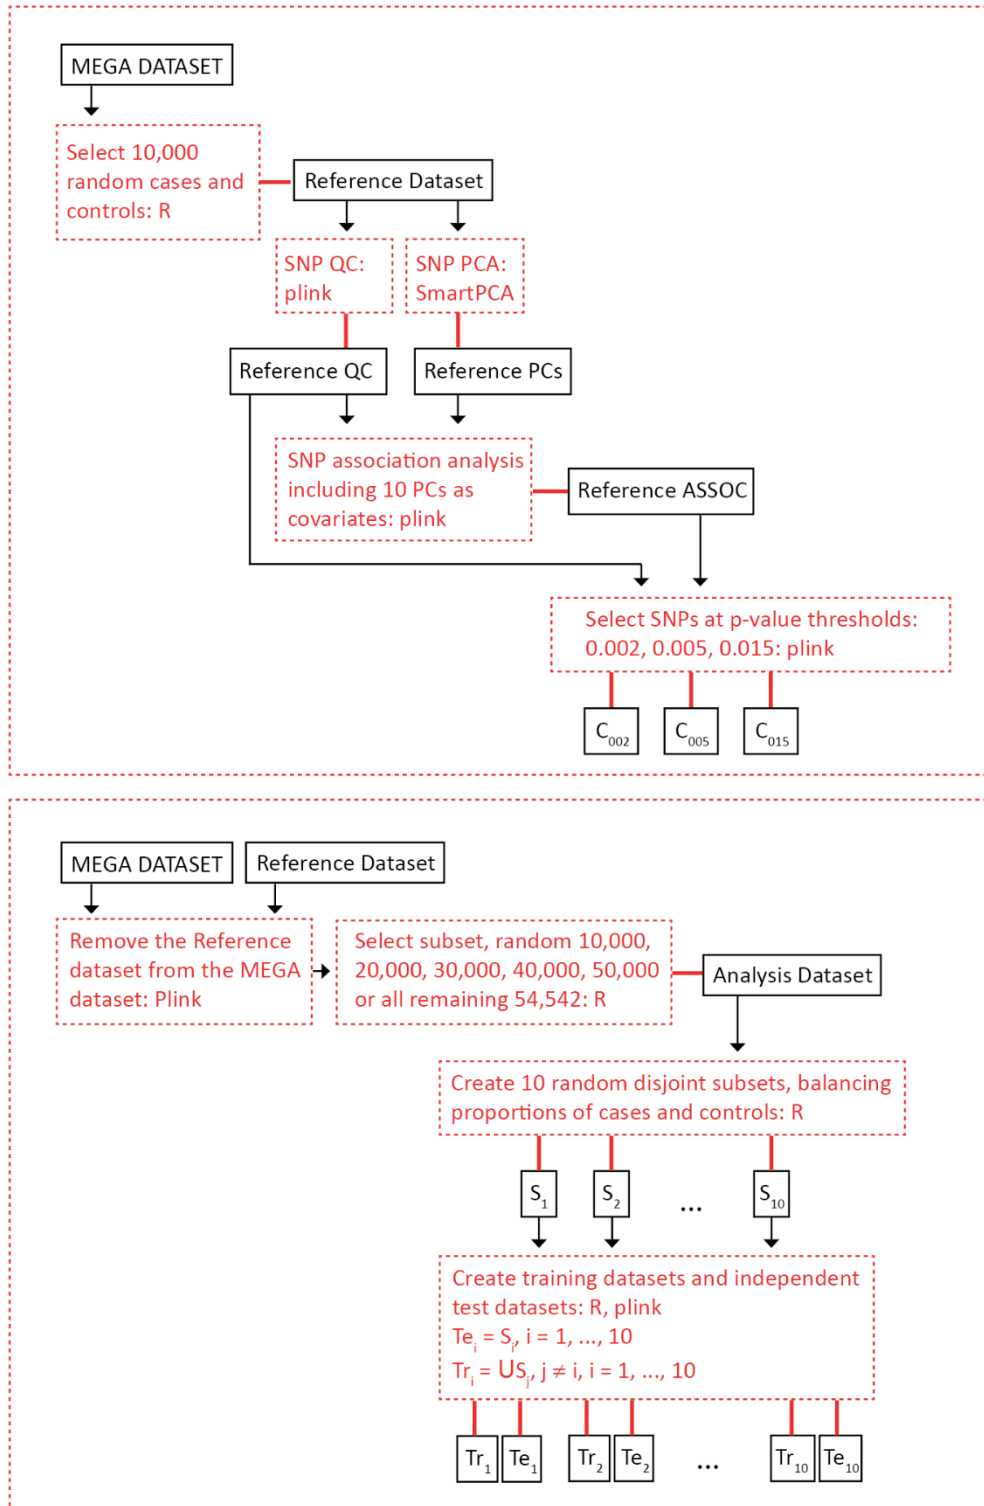 MEGA DATASET
Select 10,000
random cases and
controls: R
Reference Dataset
SNP QC:
plink
SNP PCA:
SmartPCA
Reference QC
Reference PCs
SNP association analysis
including 10 PCs as
covariates: plink
Reference ASSOC
Select SNPs at p-value thresholds:
0.002, 0.005, 0.015: plink
C₀₀₂
C₀₀₅
C₀₁₅
MEGA DATASET
Reference Dataset
Remove the Reference
dataset from the MEGA
dataset: Plink
Select subset, random 10,000,
20,000, 30,000, 40,000, 50,000
or all remaining 54,542: R
Analysis Dataset
Create 10 random disjoint subsets, balancing
proportions of cases and controls: R
S₁
S₂
...
S₁₀
Create training datasets and independent
test datasets: R, plink
Teᵢ = Sᵢ, i = 1, ..., 10
Trᵢ = USⱼ, j ≠ i, i = 1, ..., 10
Tr₁
Te₁
Tr₂
Te₂
...
Tr₁₀
Te₁₀